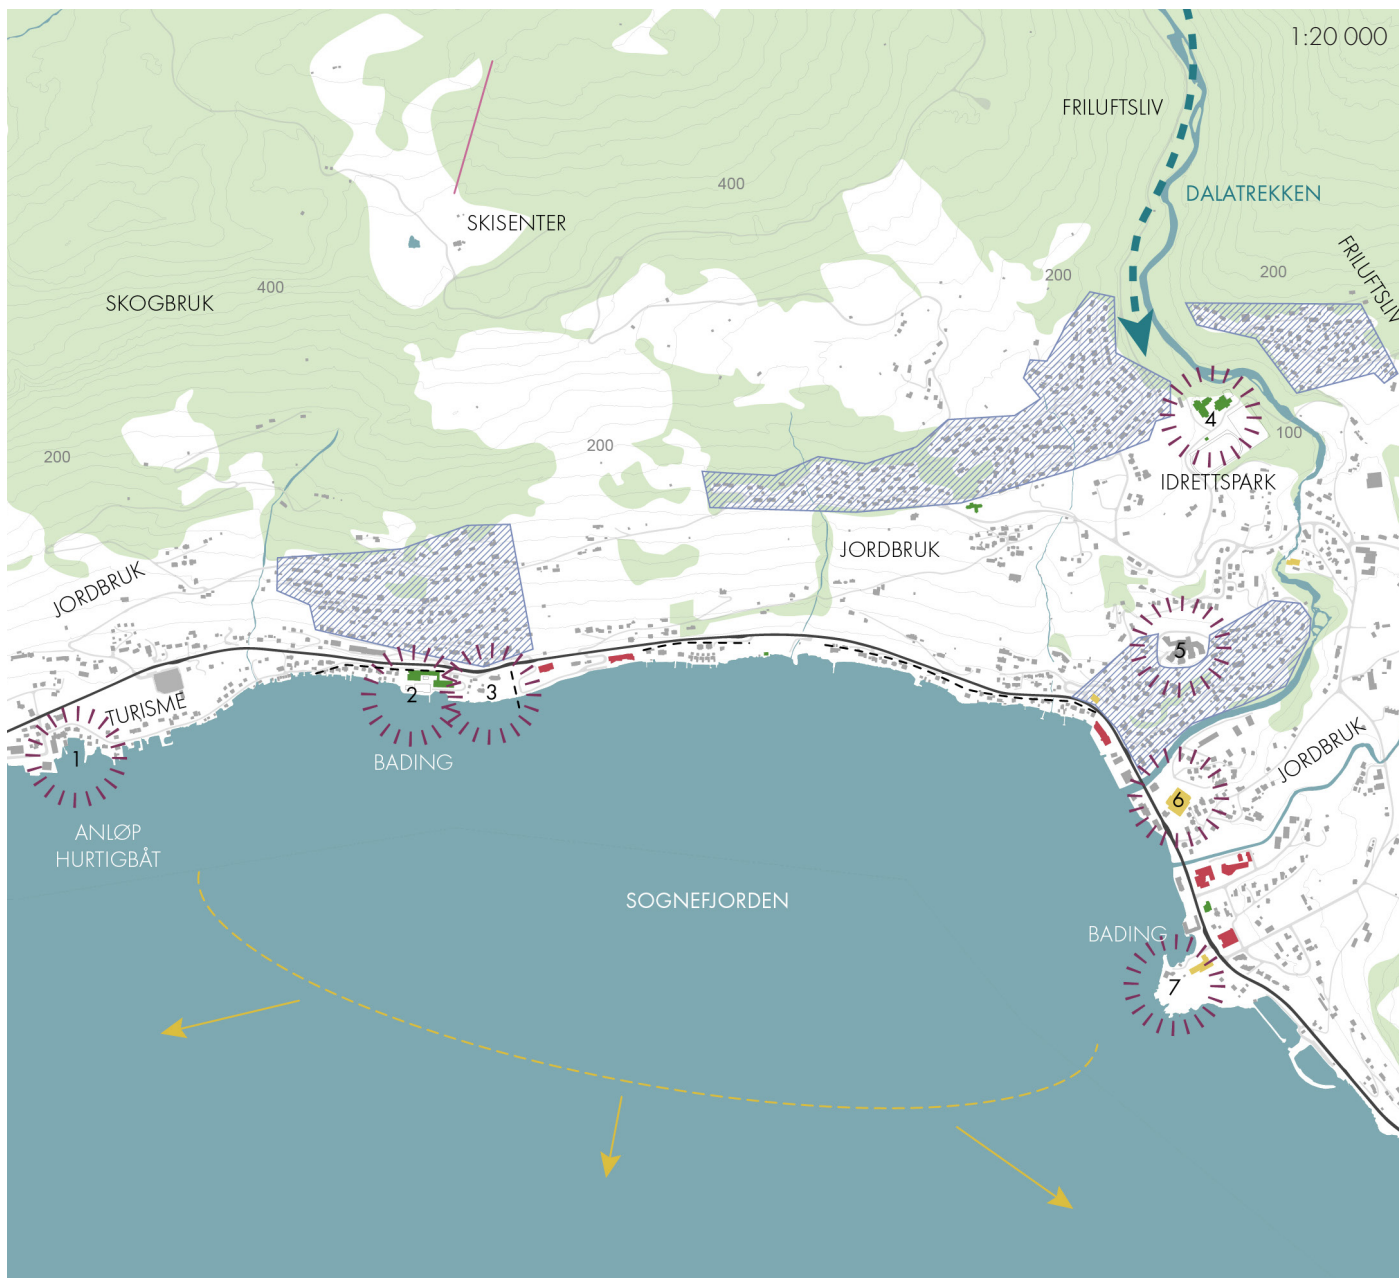 1:20 000
FRILUFTSLIV
400
DALATREKKEN
SKISENTER
FRILUFTSLIV
200
200
400
SKOGBRUK
4
100
200
200
IDRETTSPARK
JORDBRUK
JORDBRUK
5
2
3
TURISME
JORDBRUK
1
BADING
6
ANLØP
HURTIGBÅT
SOGNEFJORDEN
BADING
7